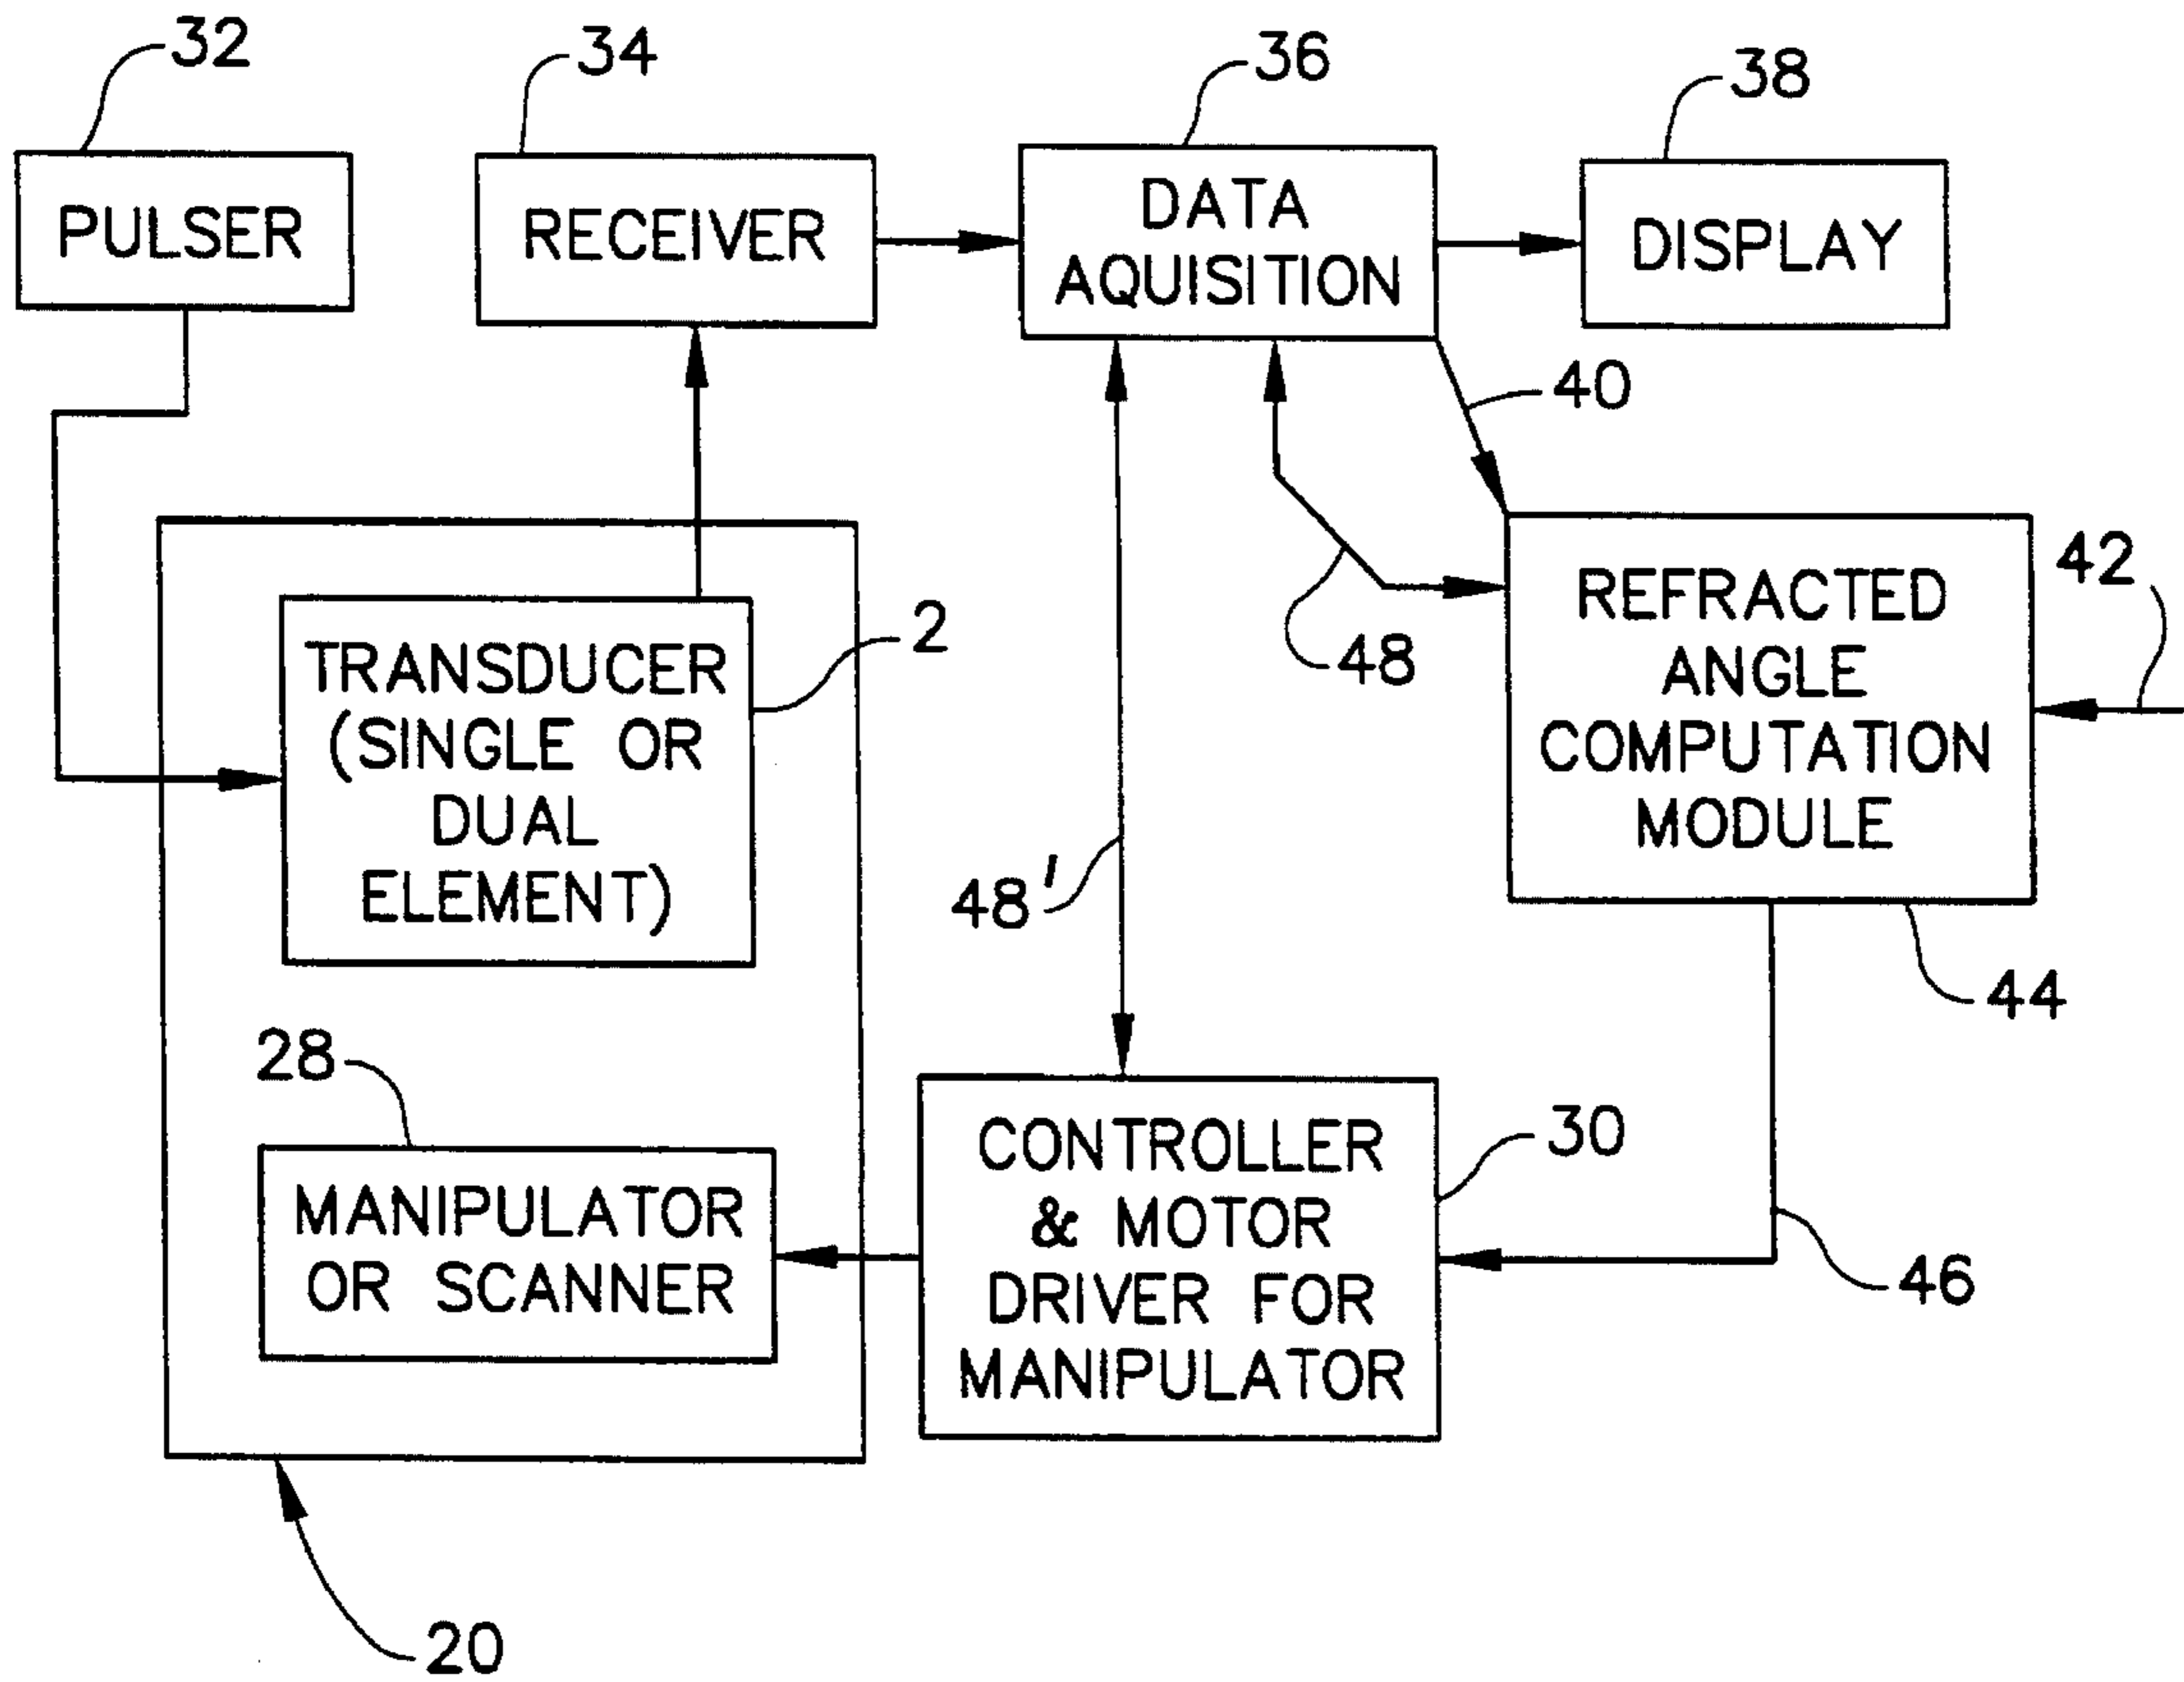 32
34
36
38
PULSER
RECEIVER
DATA
AQUISITION
DISPLAY
40
42
REFRACTED
ANGLE
COMPUTATION
MODULE
48
2
TRANSDUCER
(SINGLE OR
DUAL
ELEMENT)
48'
44
28
MANIPULATOR
OR SCANNER
CONTROLLER
& MOTOR
DRIVER FOR
MANIPULATOR
30
46
20